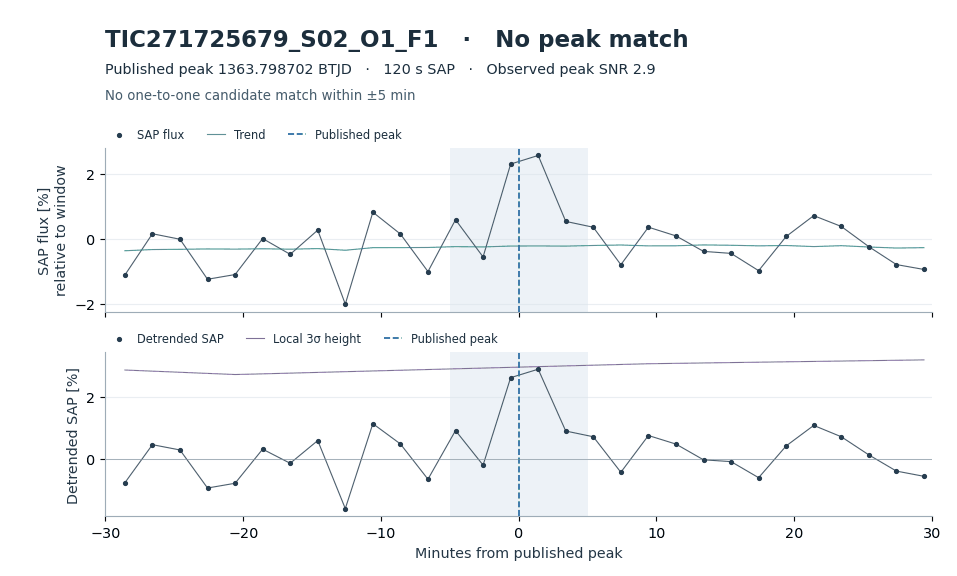 TIC271725679_S02_O1_F1 · No peak match
Published peak 1363.798702 BTJD · 120 s SAP · Observed peak SNR 2.9
No one-to-one candidate match within ±5 min
SAP flux Trend Published peak
SAP flux [%]
relative to window
2
0
−2
Detrended SAP Local 3σ height Published peak
Detrended SAP [%]
2
0
−30 −20 −10 0 10 20 30
Minutes from published peak